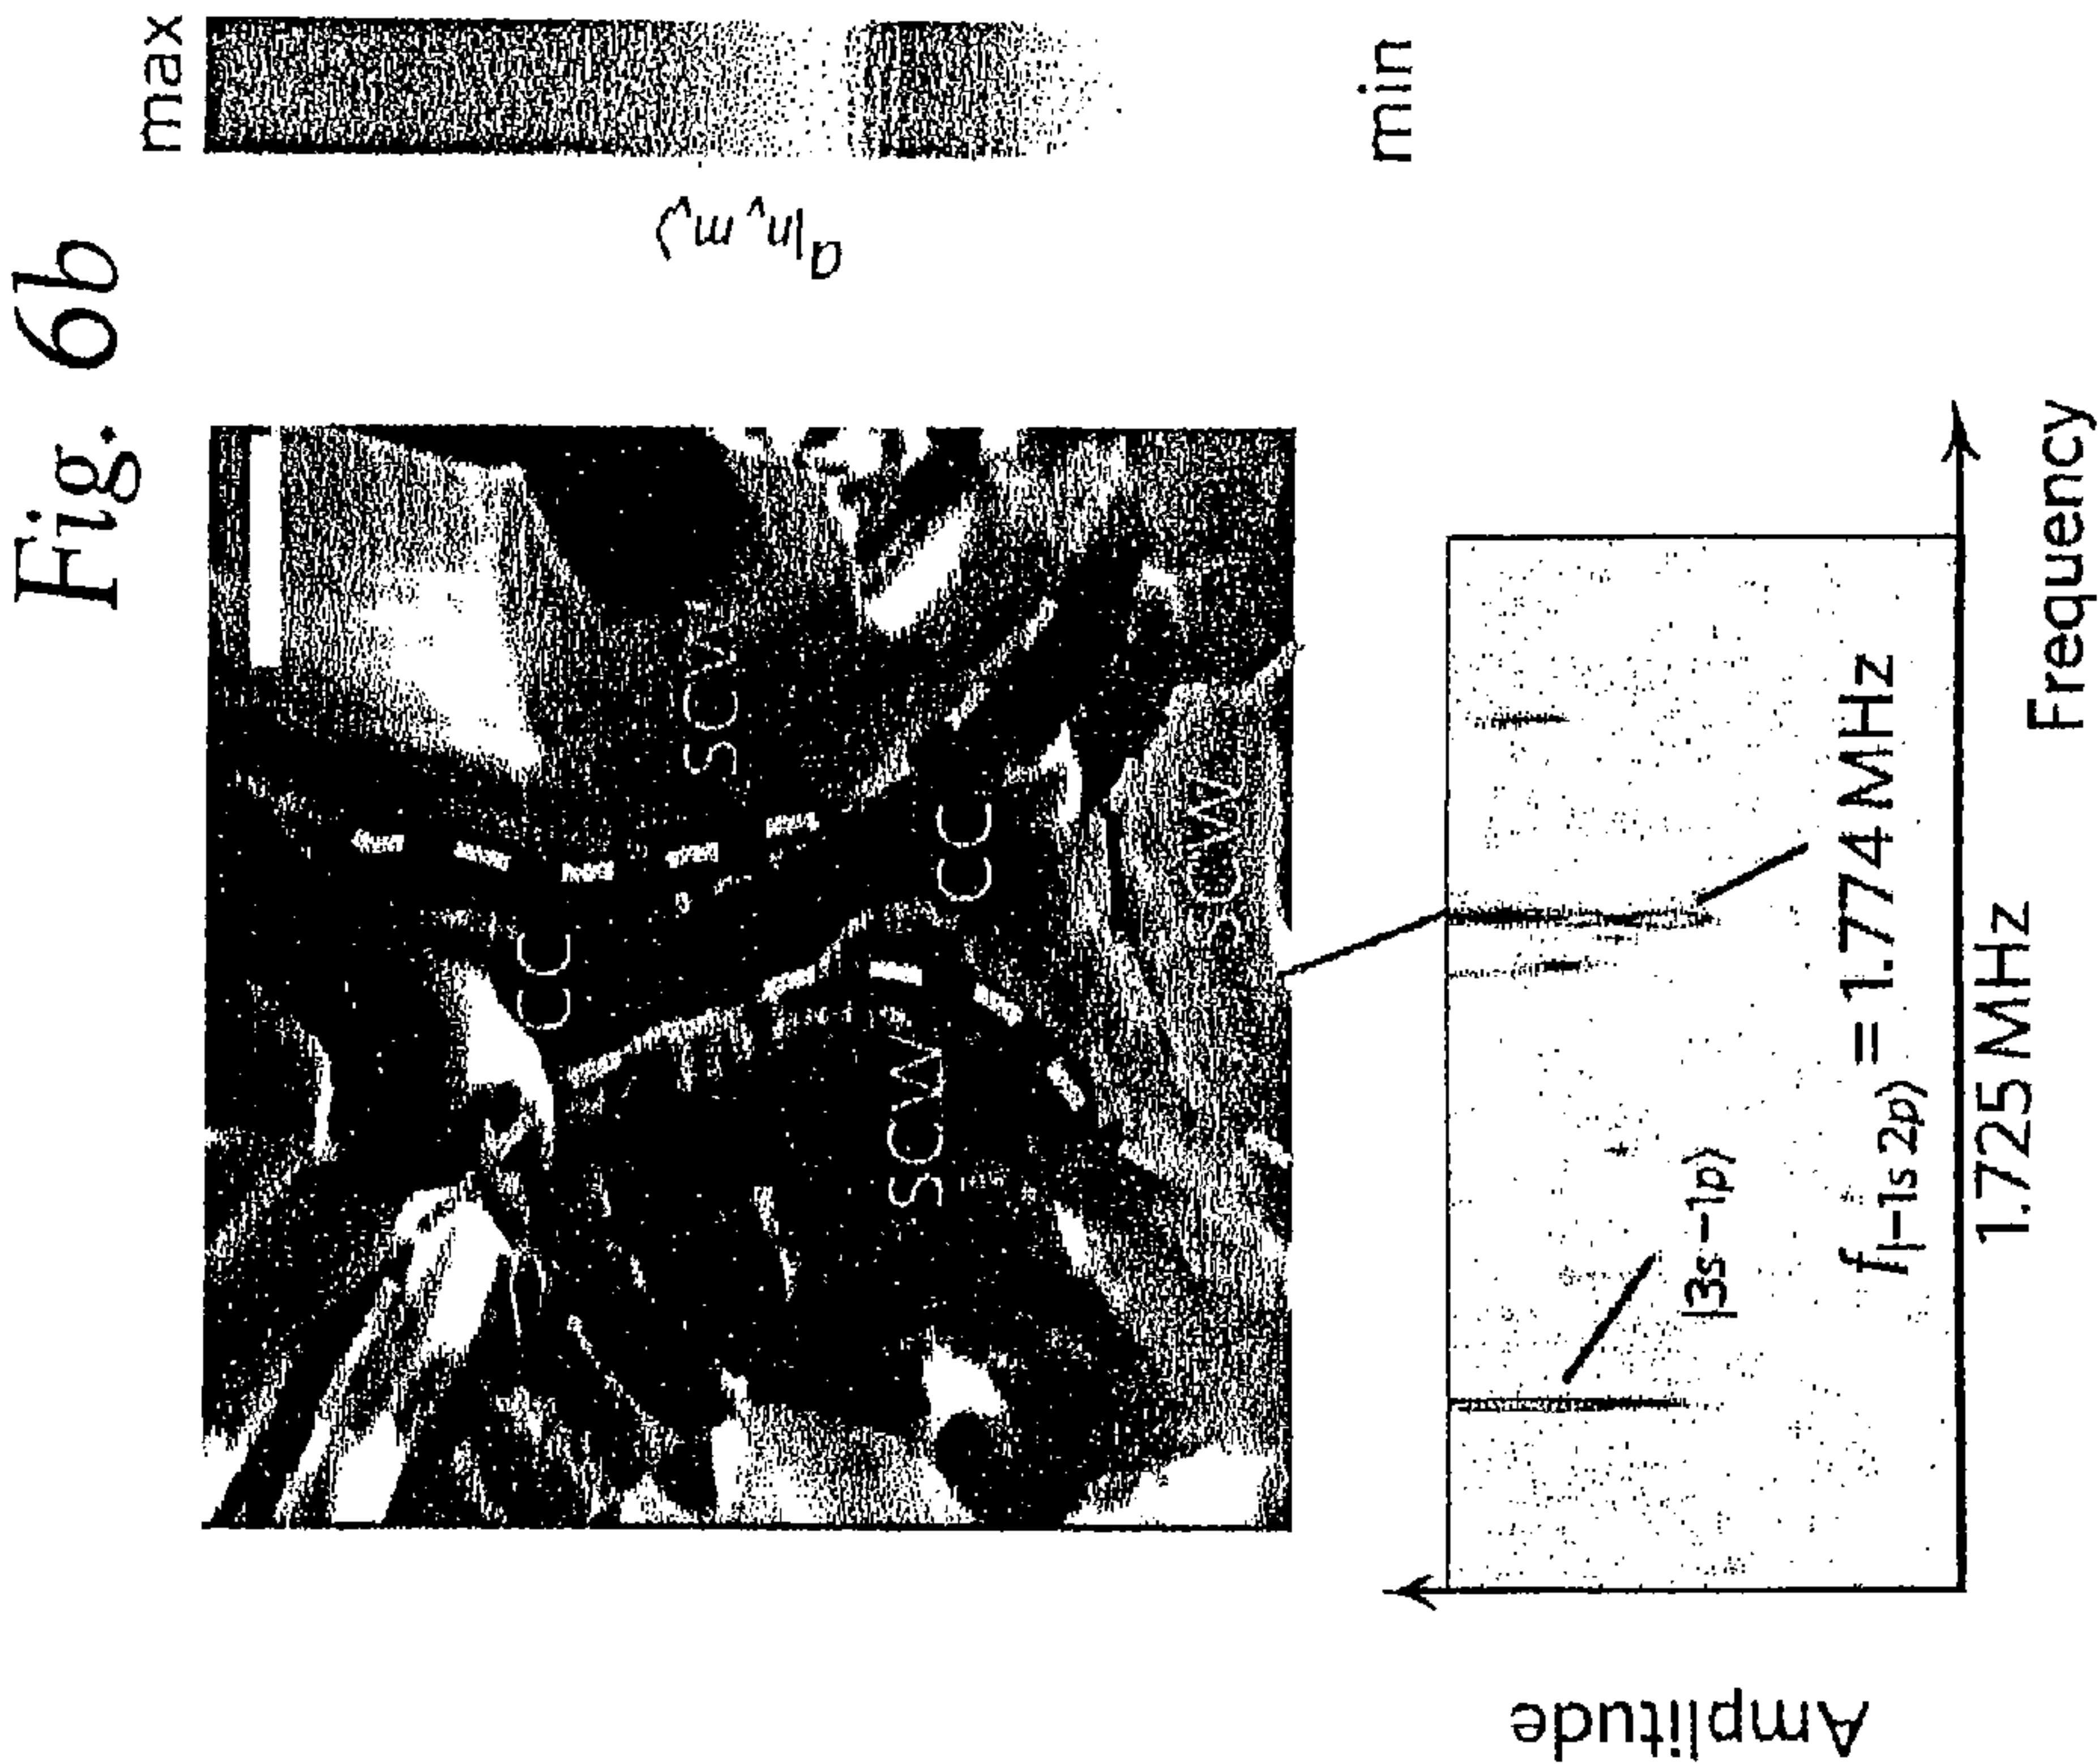 Fig. 6b
max
a|n, m⟩
min
SCW
CC
CC
SCW
SCW
|3s−1p⟩
f|−1s 2p⟩ = 1.774 MHz
Amplitude
1.725 MHz
Frequency